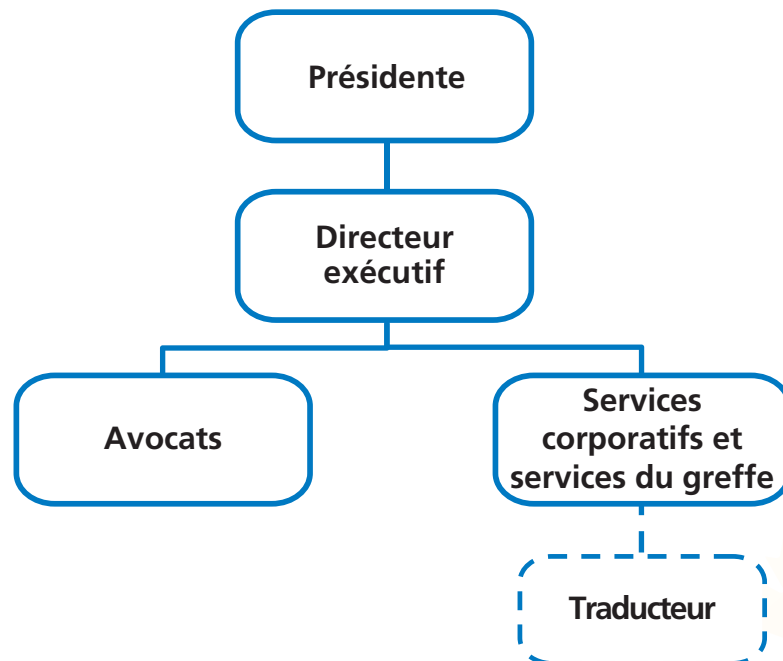 Présidente
Directeur
exécutif
Avocats
Services
corporatifs et
services du greffe
Traducteur